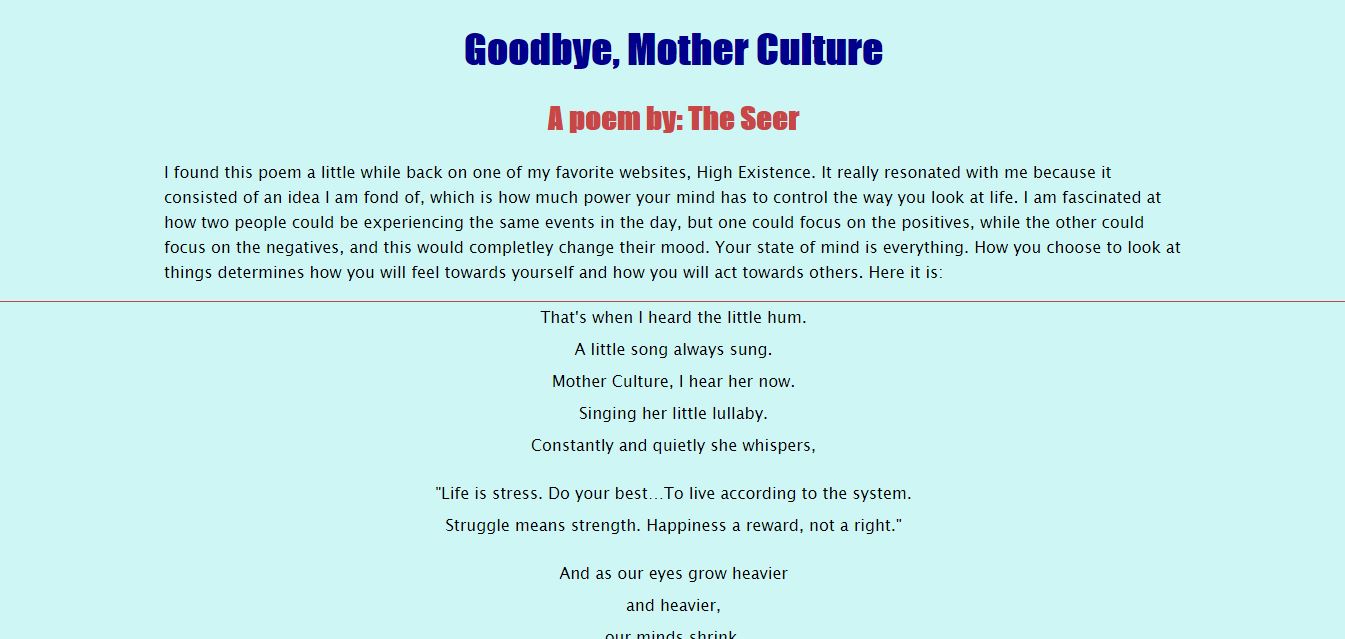 Goodbye, Mother Culture
A poem by: The Seer
I found this poem a little while back on one of my favorite websites, High Existence. It really resonated with me because it
consisted of an idea I am fond of, which is how much power your mind has to control the way you look at life. I am fascinated at
how two people could be experiencing the same events in the day, but one could focus on the positives, while the other could
focus on the negatives, and this would completley change their mood. Your state of mind is everything. How you choose to look at
things determines how you will feel towards yourself and how you will act towards others. Here it is:
That's when I heard the little hum.
A little song always sung.
Mother Culture, I hear her now.
Singing her little lullaby.
Constantly and quietly she whispers,
"Life is stress. Do your best…To live according to the system.
Struggle means strength. Happiness a reward, not a right."
And as our eyes grow heavier
and heavier,
our minds shrink